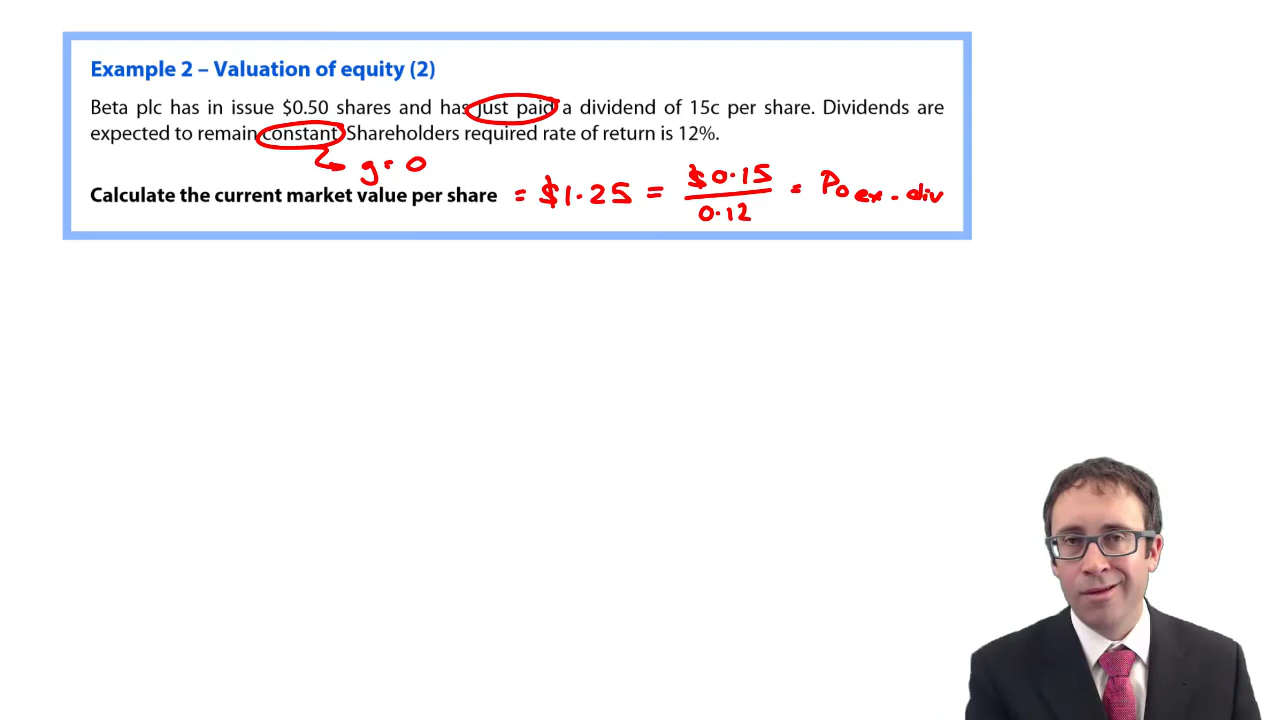 Example 2 – Valuation of equity (2)
Beta plc has in issue $0.50 shares and has just paid a dividend of 15c per share. Dividends are
expected to remain constant. Shareholders required rate of return is 12%.
g = 0
Calculate the current market value per share = $1.25 = $0.15 / 0.12 = P0 ex-div